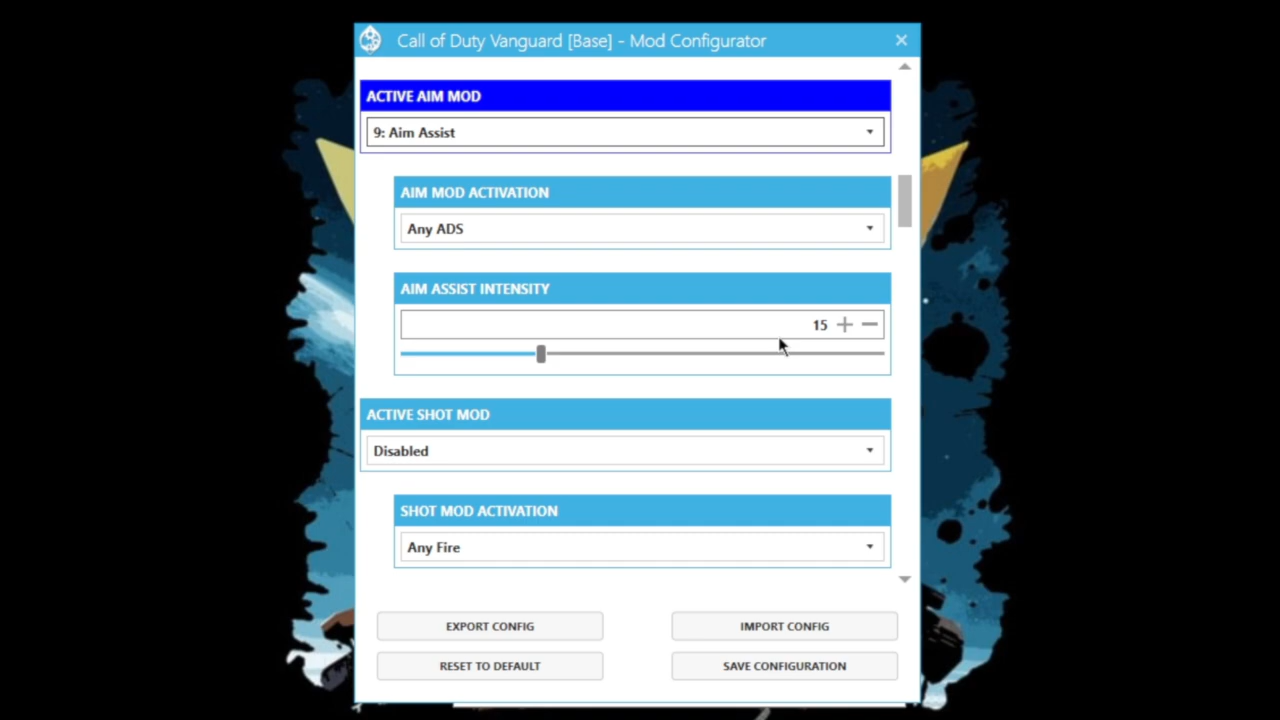 Call of Duty Vanguard [Base] - Mod Configurator
ACTIVE AIM MOD
9: Aim Assist
AIM MOD ACTIVATION
Any ADS
AIM ASSIST INTENSITY
15
ACTIVE SHOT MOD
Disabled
SHOT MOD ACTIVATION
Any Fire
EXPORT CONFIG
IMPORT CONFIG
RESET TO DEFAULT
SAVE CONFIGURATION